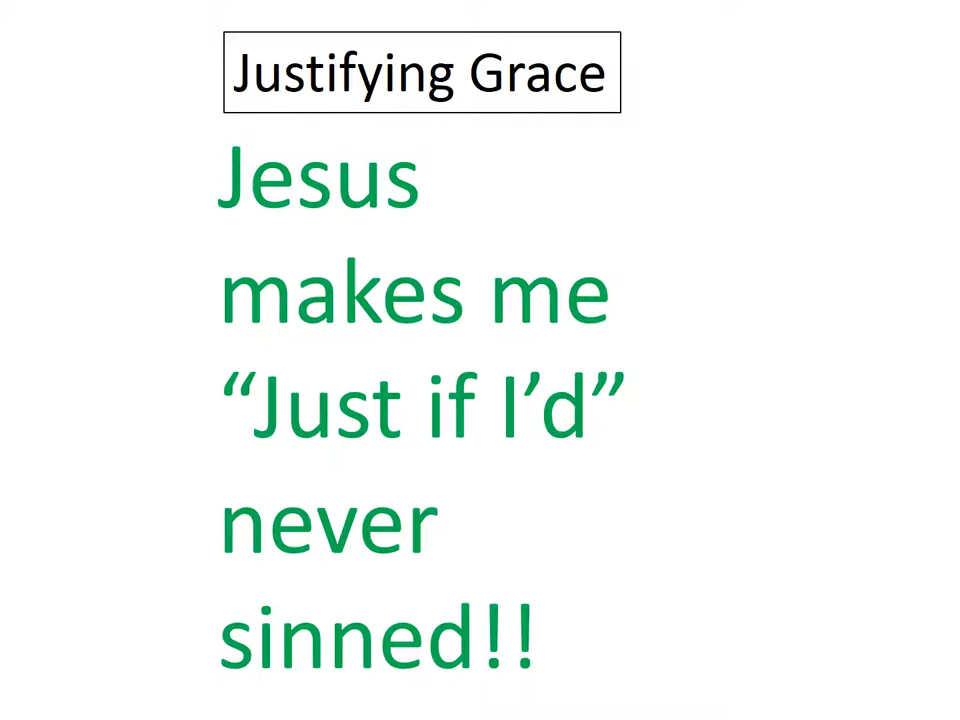 Justifying Grace
Jesus
makes me
“Just if I’d”
never
sinned!!